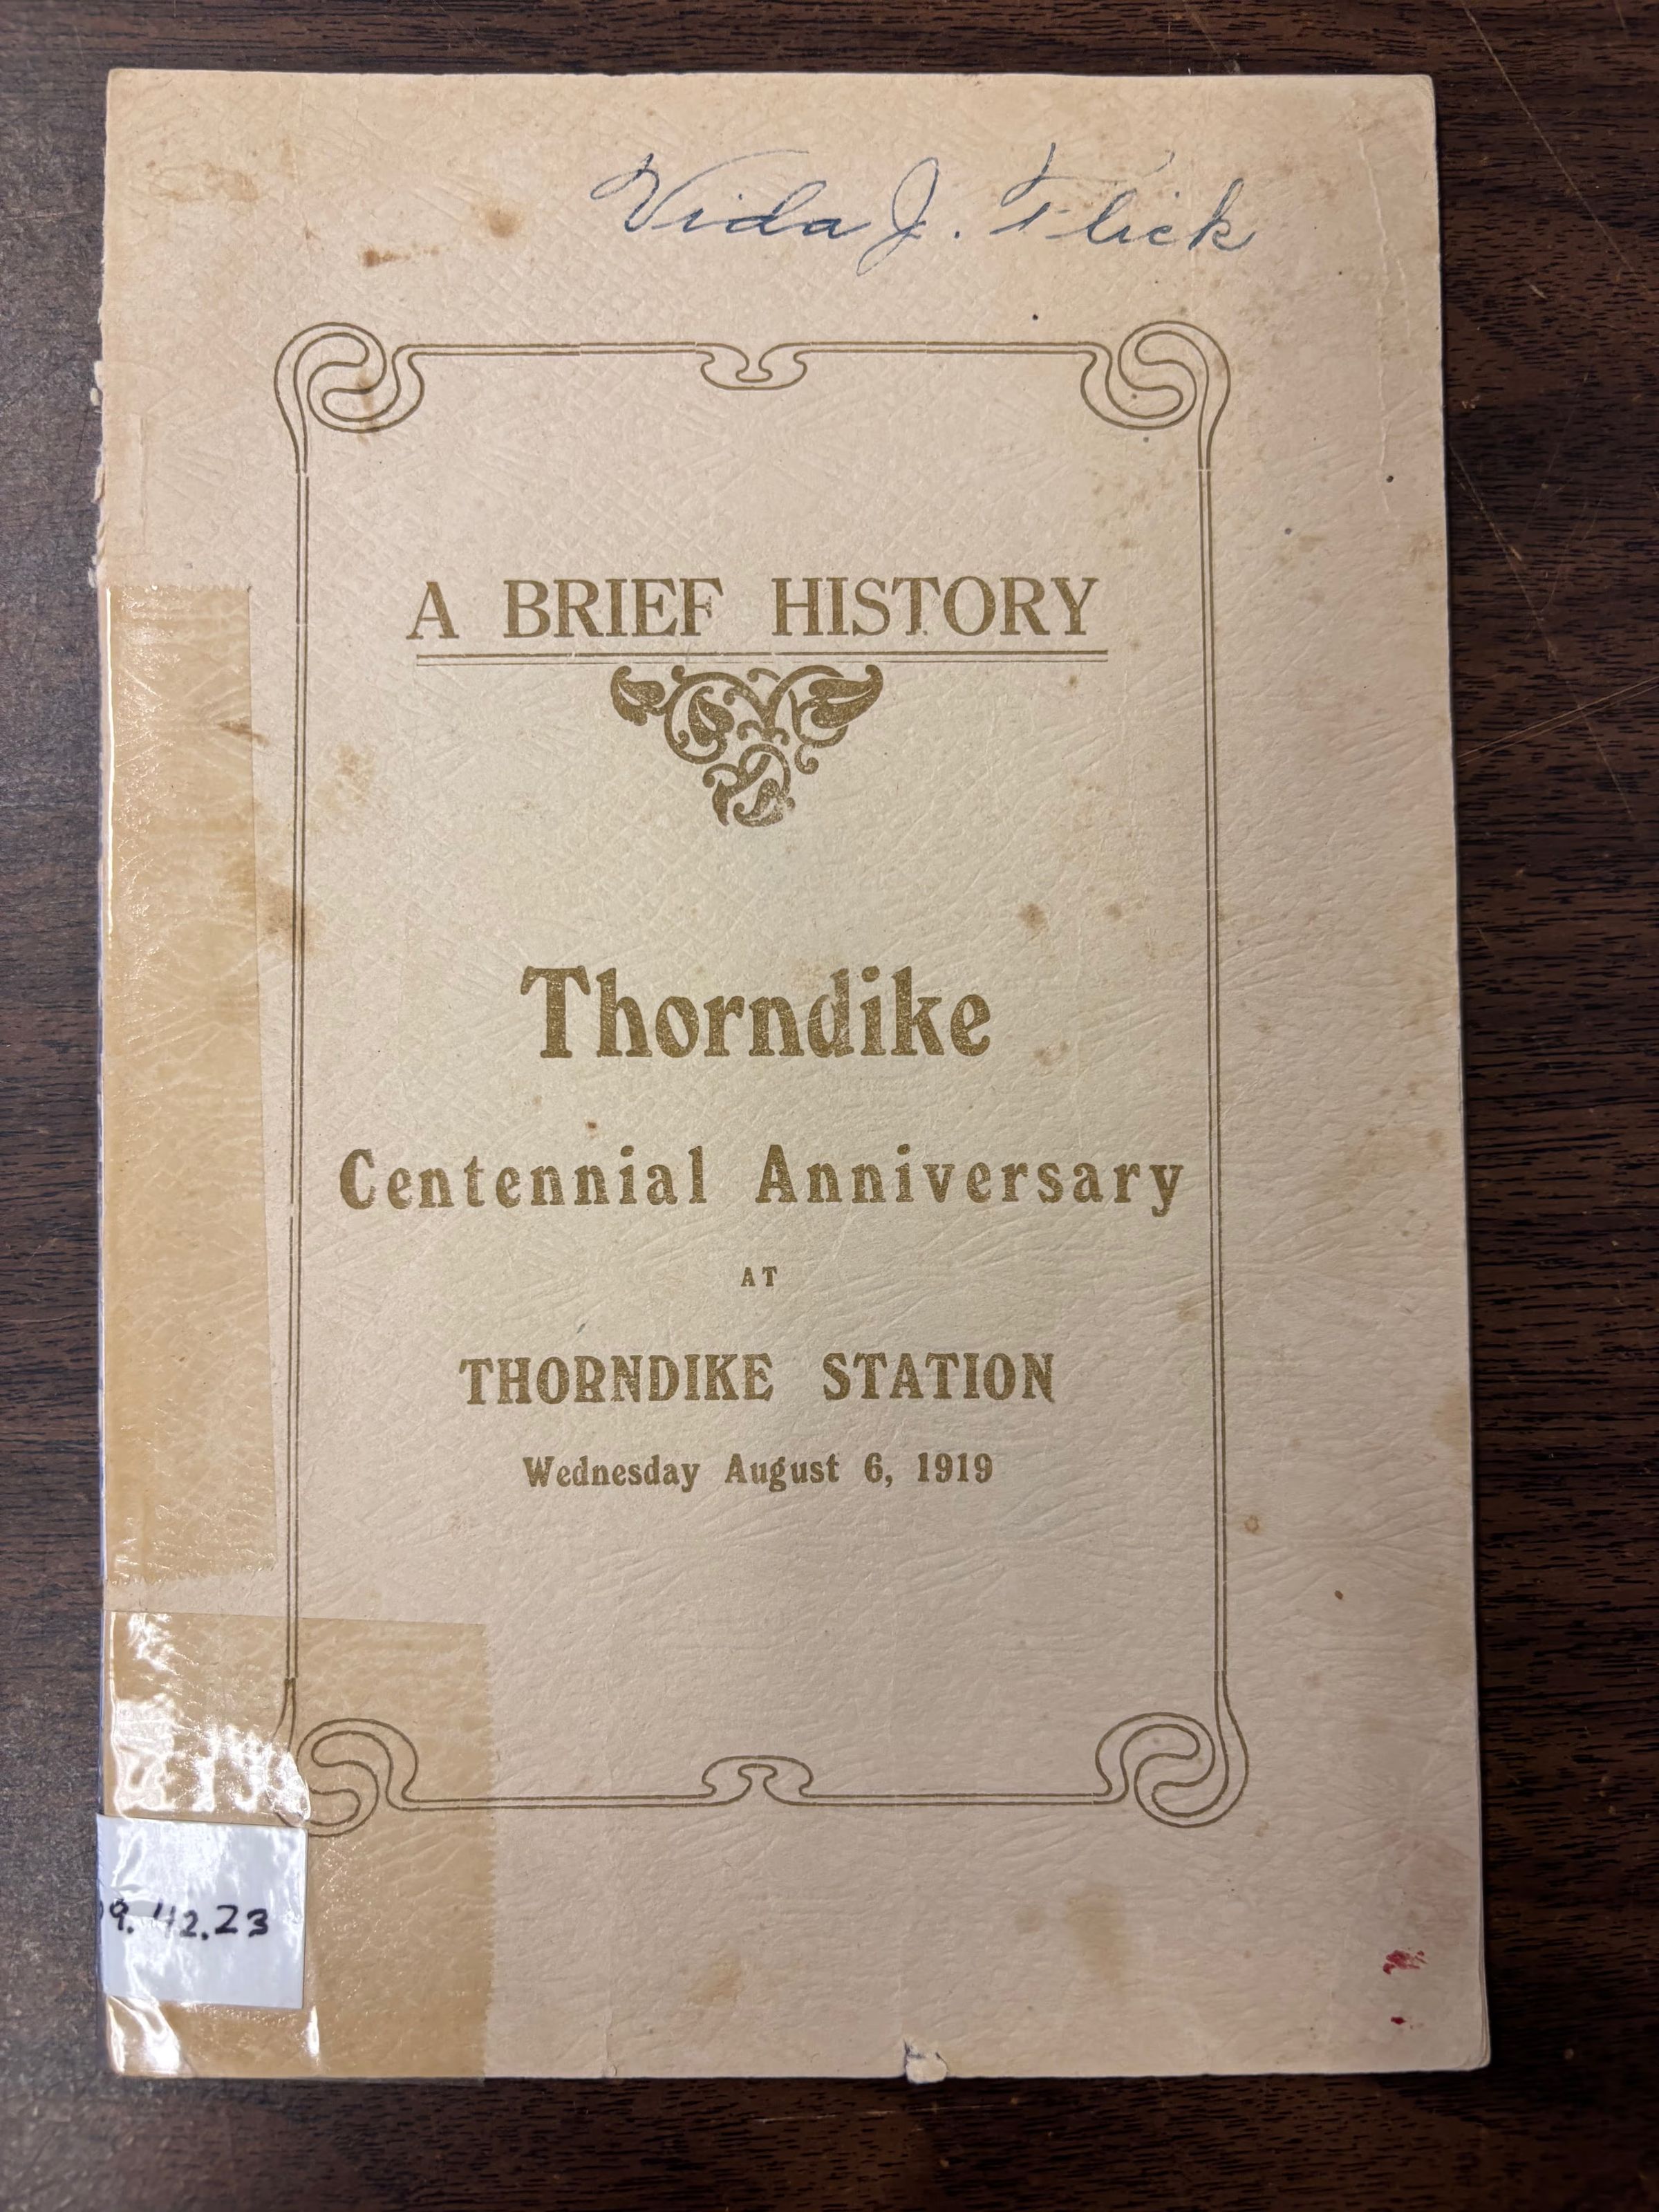 Vida J. Flick
A BRIEF HISTORY
Thorndike
Centennial Anniversary
AT
THORNDIKE STATION
Wednesday August 6, 1919
9.42.23